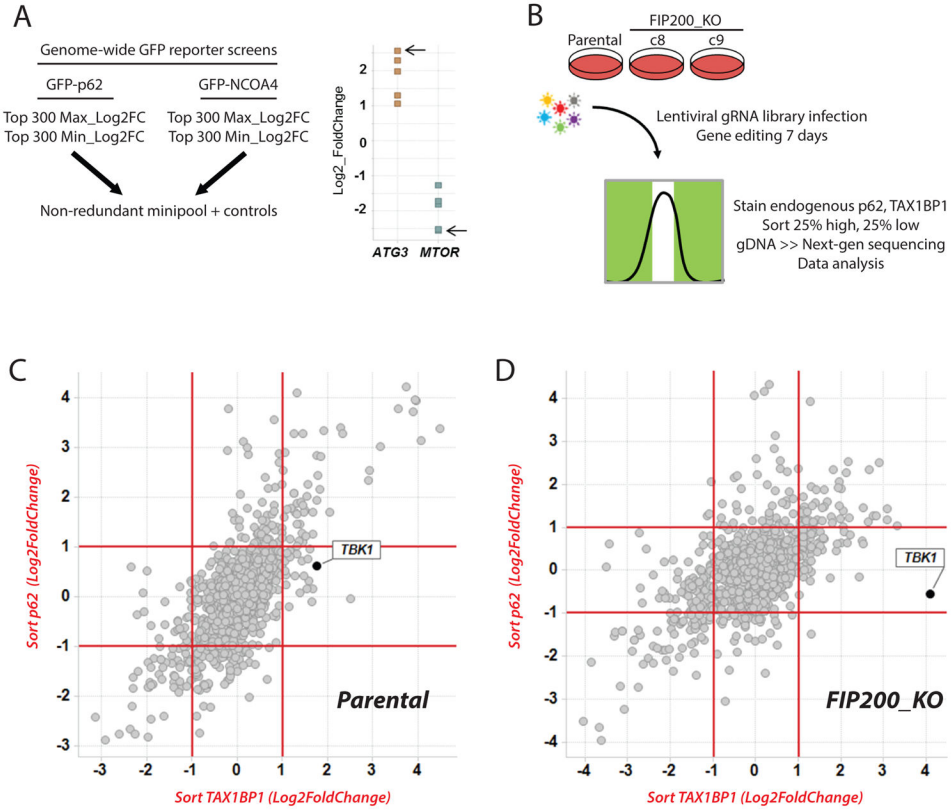 A
Genome-wide GFP reporter screens
GFP-p62 GFP-NCOA4
Top 300 Max_Log2FC Top 300 Max_Log2FC
Top 300 Min_Log2FC Top 300 Min_Log2FC
Non-redundant minipool + controls
Log2_FoldChange
2
1
0
-1
-2
ATG3 MTOR
B
FIP200_KO
Parental c8 c9
Lentiviral gRNA library infection
Gene editing 7 days
Stain endogenous p62, TAX1BP1
Sort 25% high, 25% low
gDNA >> Next-gen sequencing
Data analysis
C
Sort p62 (Log2FoldChange)
4
3
2
1
0
-1
-2
-3
TBK1
Parental
-3 -2 -1 0 1 2 3 4
Sort TAX1BP1 (Log2FoldChange)
D
Sort p62 (Log2FoldChange)
4
3
2
1
0
-1
-2
-3
-4
TBK1
FIP200_KO
-4 -3 -2 -1 0 1 2 3 4
Sort TAX1BP1 (Log2FoldChange)